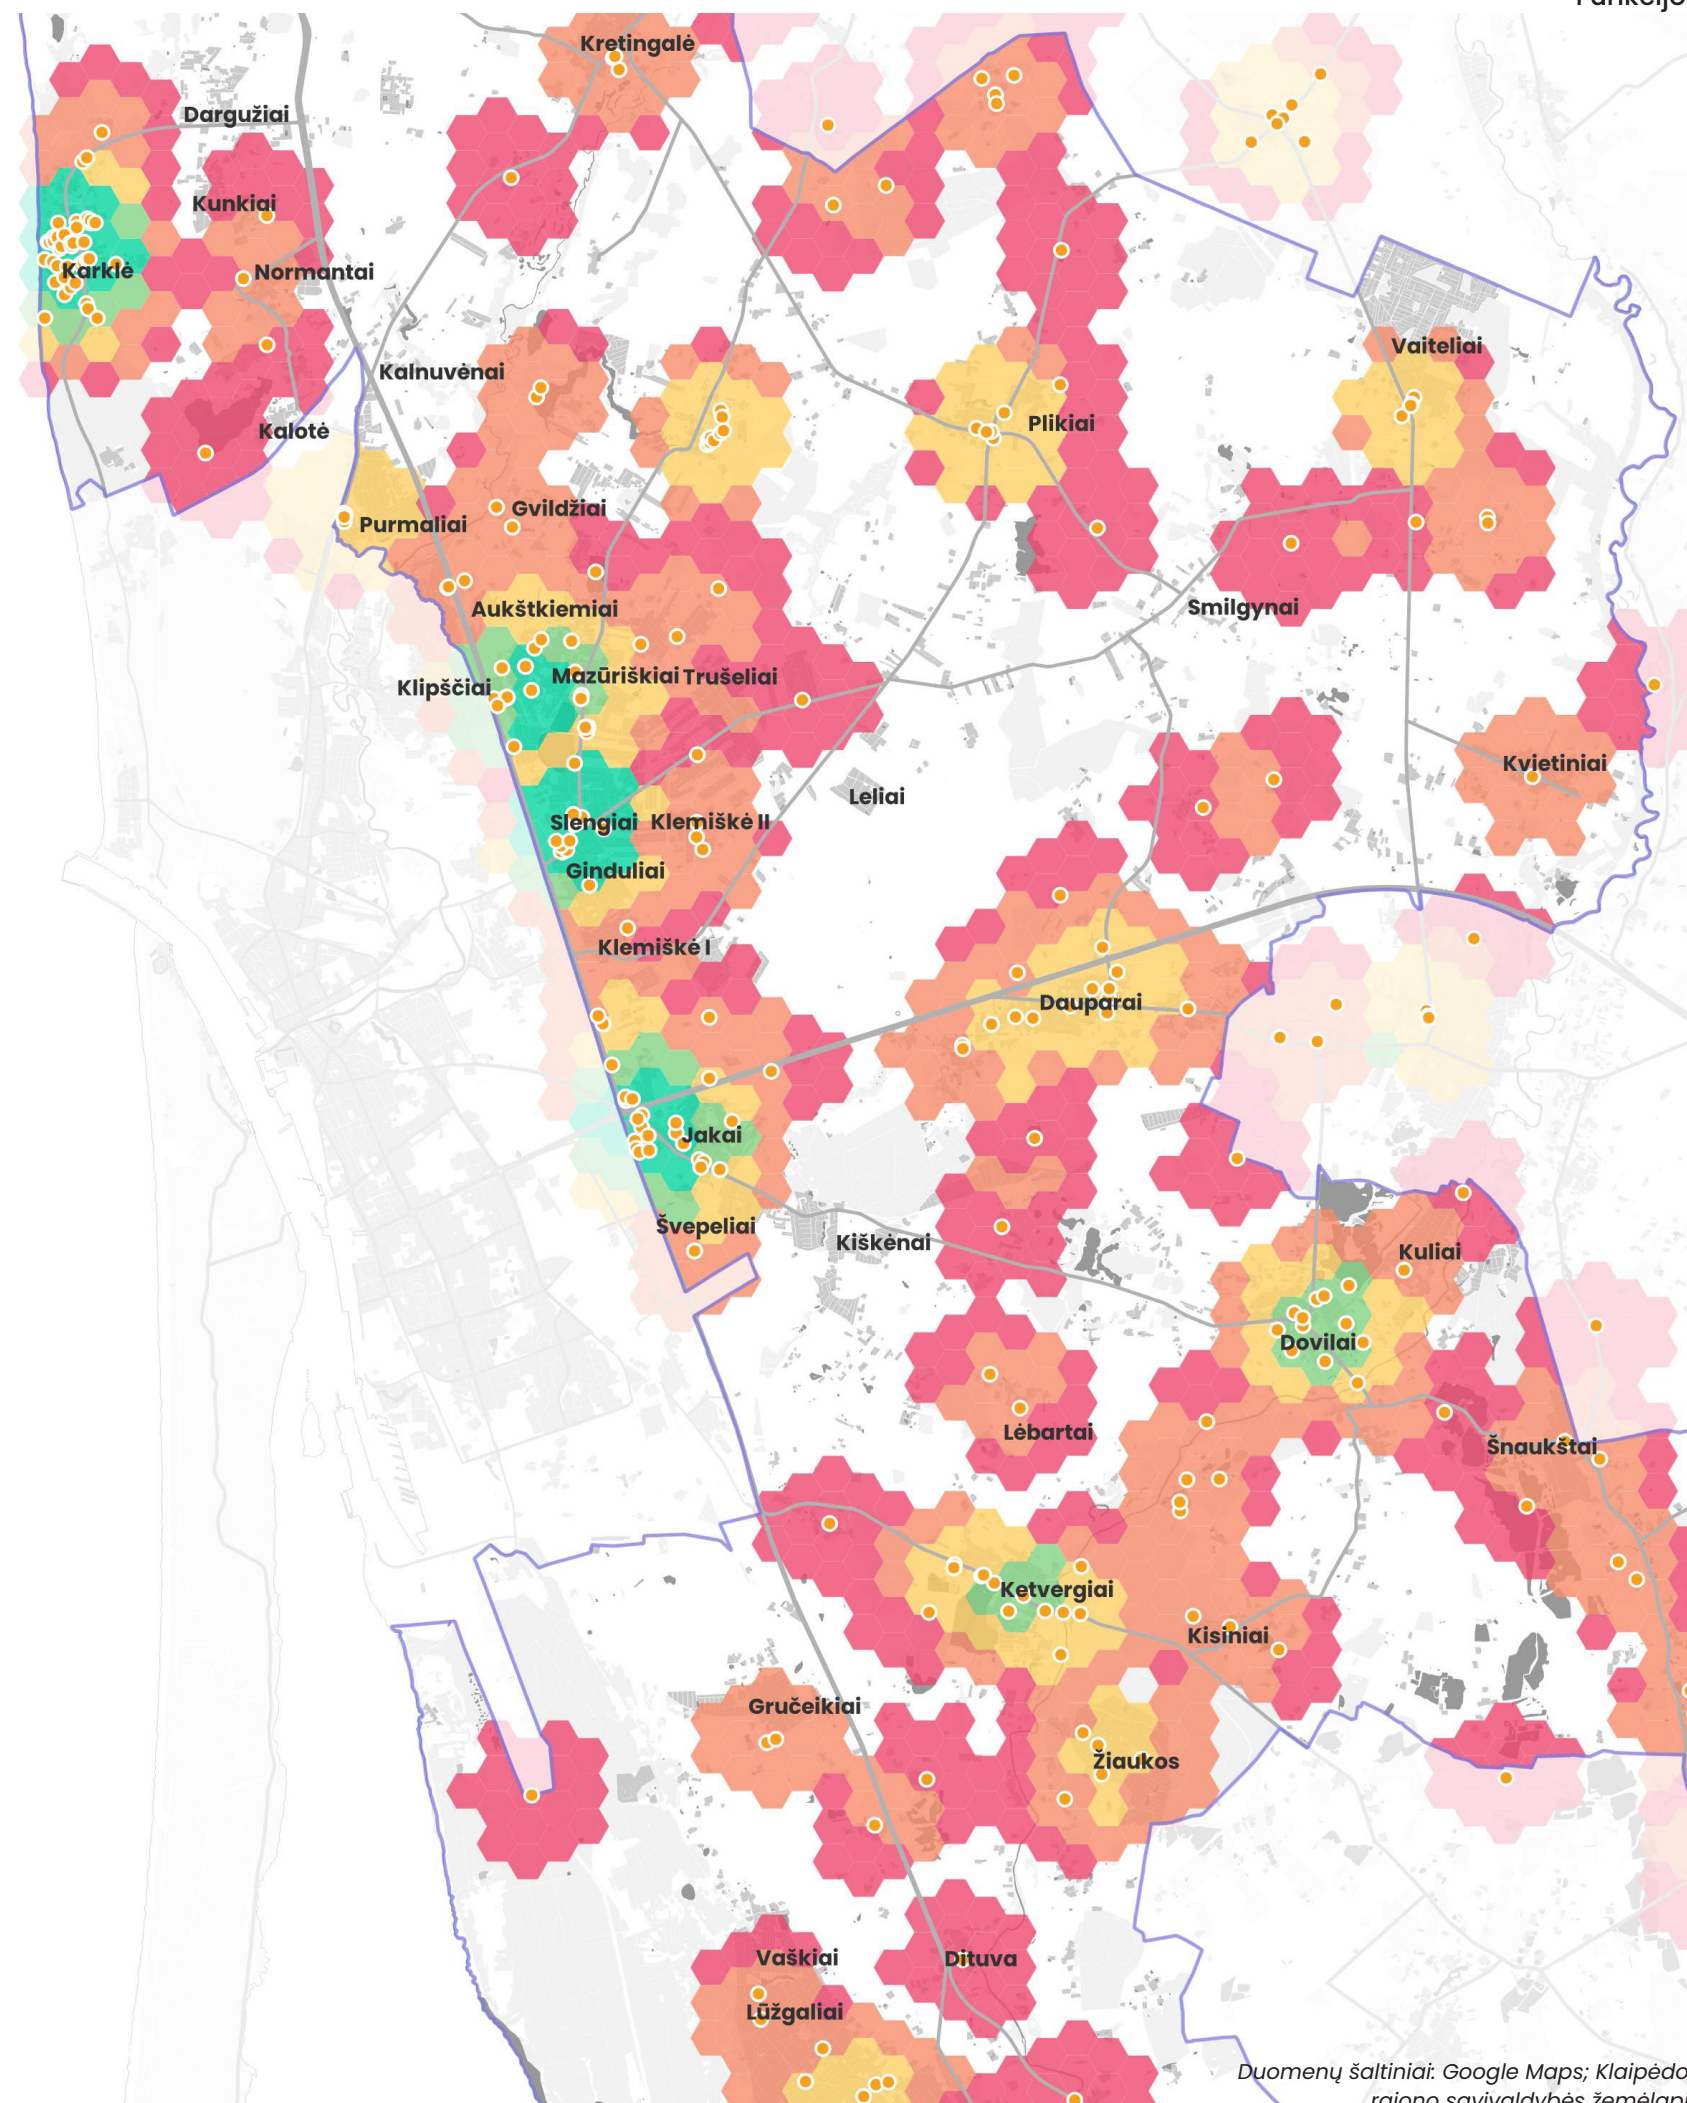 Kretingalė
Dargužiai
Kunkiai
Karklė
Normantai
Vaiteliai
Kalnuvėnai
Kalotė
Plikiai
Gvildžiai
Purmaliai
Aukštkiemiai
Smilgynai
Mazūriškiai
Trušeliai
Klipščiai
Kvietiniai
Leliai
Slengiai
Klemiškė II
Ginduliai
Klemiškė I
Dauparai
Jakai
Švepeliai
Kiškėnai
Kuliai
Dovilai
Lėbartai
Šnaukštai
Ketvergiai
Kisiniai
Gručeikiai
Žiaukos
Vaškiai
Dituva
Lūžgaliai
Duomenų šaltiniai: Google Maps; Klaipėdo